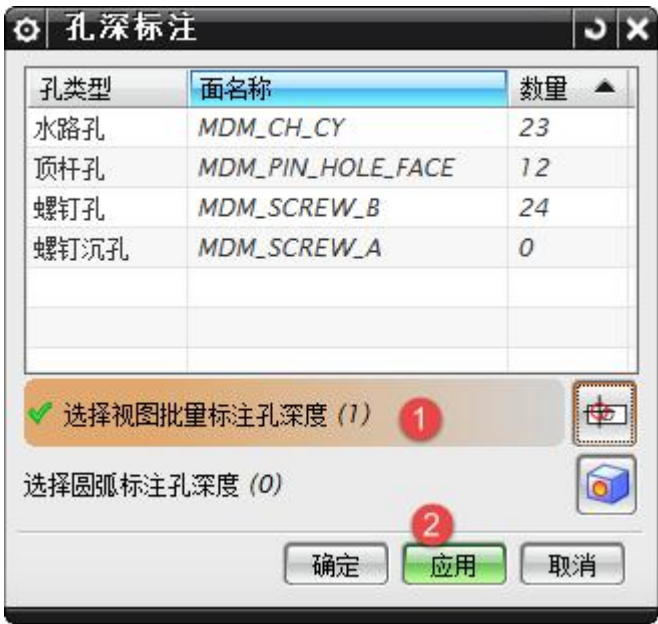 孔深标注
孔类型 面名称 数量
水路孔 MDM_CH_CY 23
顶杆孔 MDM_PIN_HOLE_FACE 12
螺钉孔 MDM_SCREW_B 24
螺钉沉孔 MDM_SCREW_A 0
选择视图批量标注孔深度 (1) 1
选择圆弧标注孔深度 (0)
2
确定 应用 取消